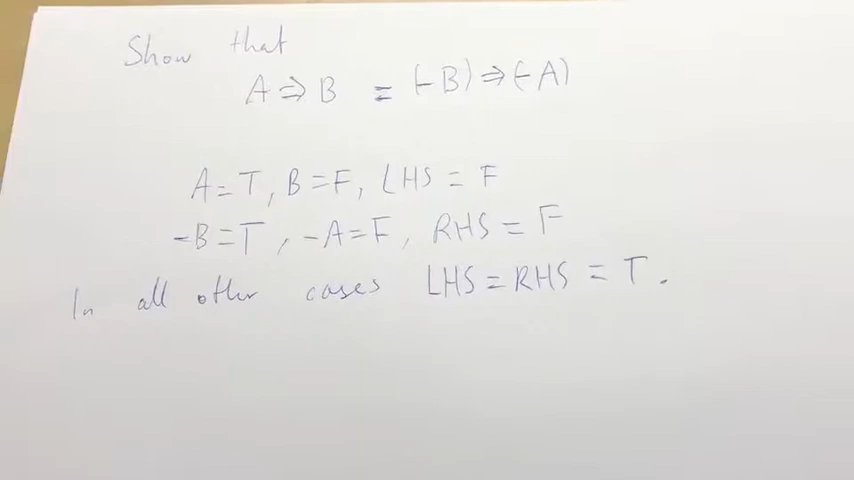 Show that
A ⇒ B = (-B) ⇒ (-A)
A = T, B = F, LHS = F
-B = T, -A = F, RHS = F
In all other cases LHS = RHS = T.